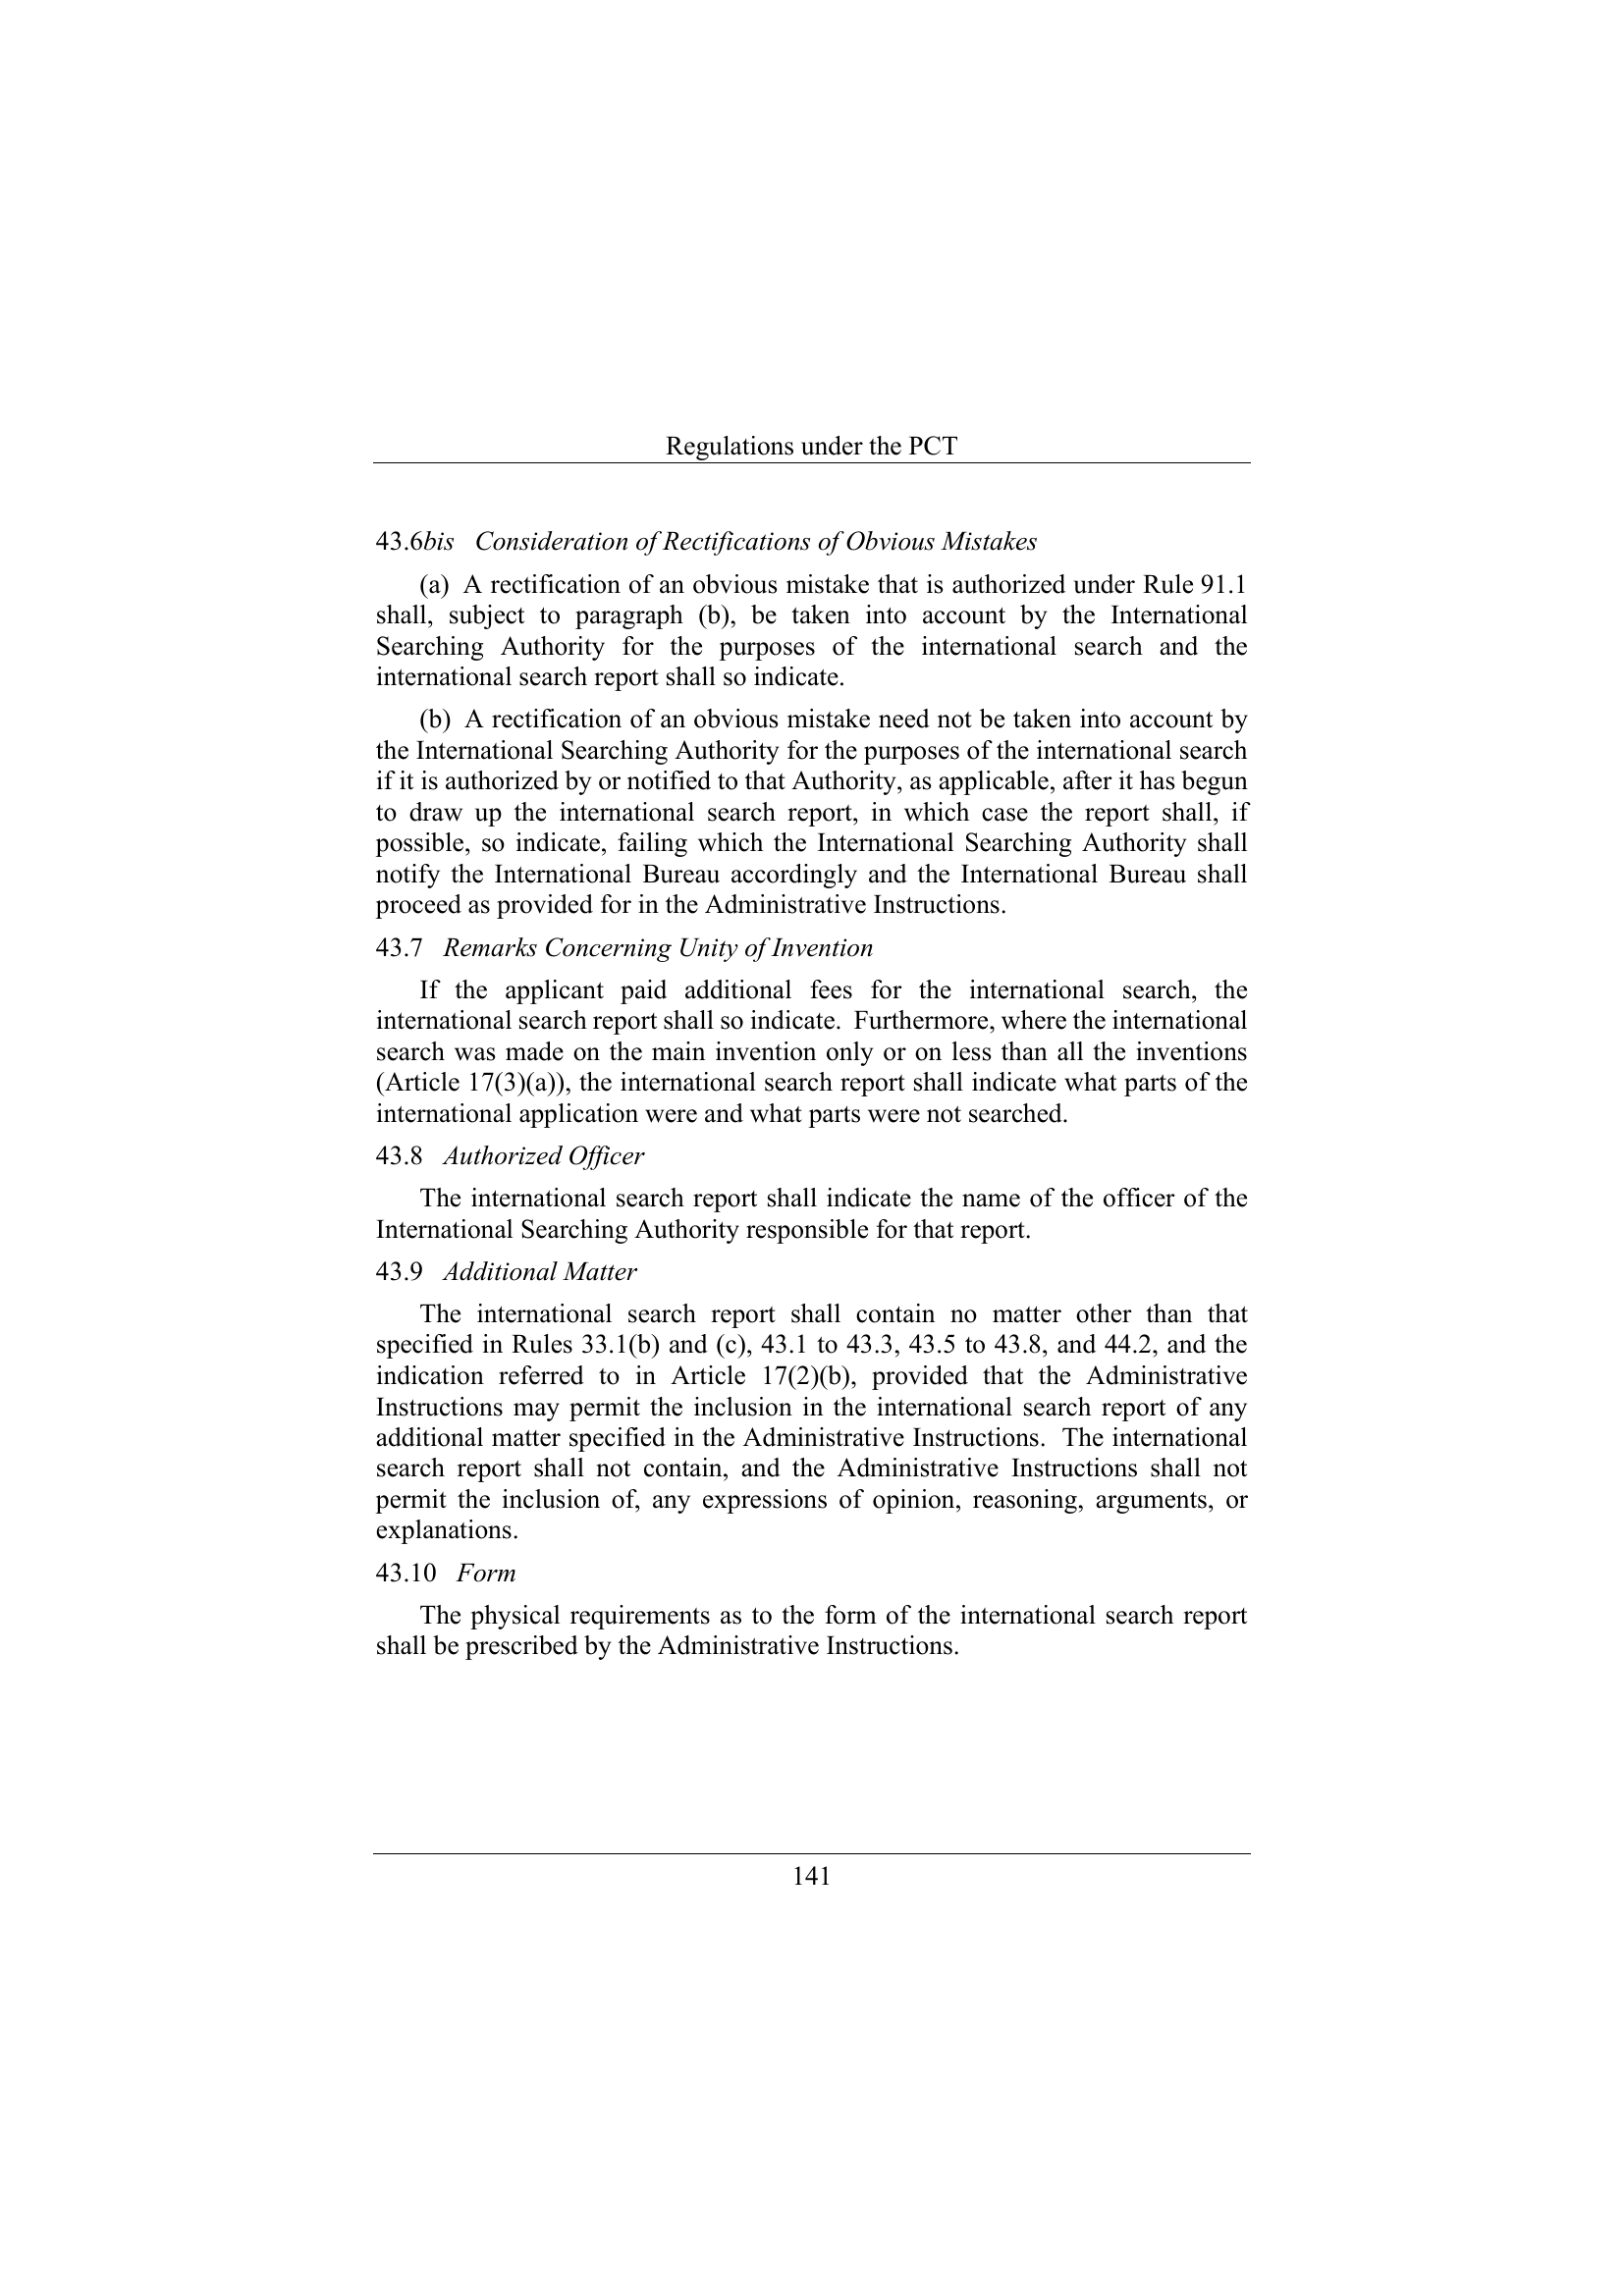 Regulations under the PCT
43.6bis Consideration of Rectifications of Obvious Mistakes
(a) A rectification of an obvious mistake that is authorized under Rule 91.1
shall, subject to paragraph (b), be taken into account by the International
Searching Authority for the purposes of the international search and the
international search report shall so indicate.
(b) A rectification of an obvious mistake need not be taken into account by
the International Searching Authority for the purposes of the international search
if it is authorized by or notified to that Authority, as applicable, after it has begun
to draw up the international search report, in which case the report shall, if
possible, so indicate, failing which the International Searching Authority shall
notify the International Bureau accordingly and the International Bureau shall
proceed as provided for in the Administrative Instructions.
43.7 Remarks Concerning Unity of Invention
If the applicant paid additional fees for the international search, the
international search report shall so indicate. Furthermore, where the international
search was made on the main invention only or on less than all the inventions
(Article 17(3)(a)), the international search report shall indicate what parts of the
international application were and what parts were not searched.
43.8 Authorized Officer
The international search report shall indicate the name of the officer of the
International Searching Authority responsible for that report.
43.9 Additional Matter
The international search report shall contain no matter other than that
specified in Rules 33.1(b) and (c), 43.1 to 43.3, 43.5 to 43.8, and 44.2, and the
indication referred to in Article 17(2)(b), provided that the Administrative
Instructions may permit the inclusion in the international search report of any
additional matter specified in the Administrative Instructions. The international
search report shall not contain, and the Administrative Instructions shall not
permit the inclusion of, any expressions of opinion, reasoning, arguments, or
explanations.
43.10 Form
The physical requirements as to the form of the international search report
shall be prescribed by the Administrative Instructions.
141